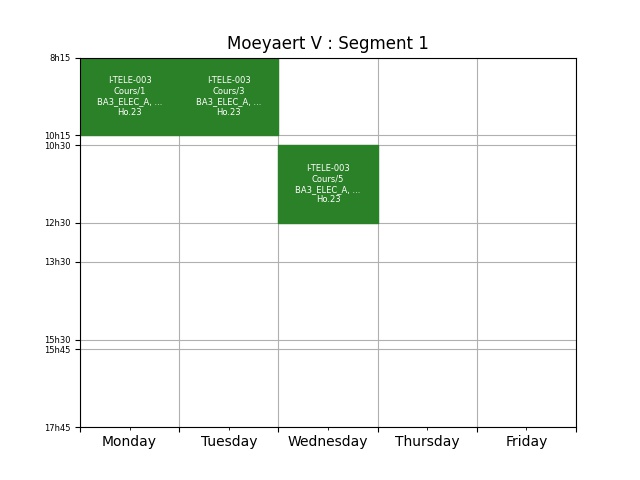 Moeyaert V : Segment 1
8h15
I-TELE-003
Cours/1
BA3_ELEC_A, ...
Ho.23
I-TELE-003
Cours/3
BA3_ELEC_A, ...
Ho.23
10h15
10h30
I-TELE-003
Cours/5
BA3_ELEC_A, ...
Ho.23
12h30
13h30
15h30
15h45
17h45
Monday
Tuesday
Wednesday
Thursday
Friday